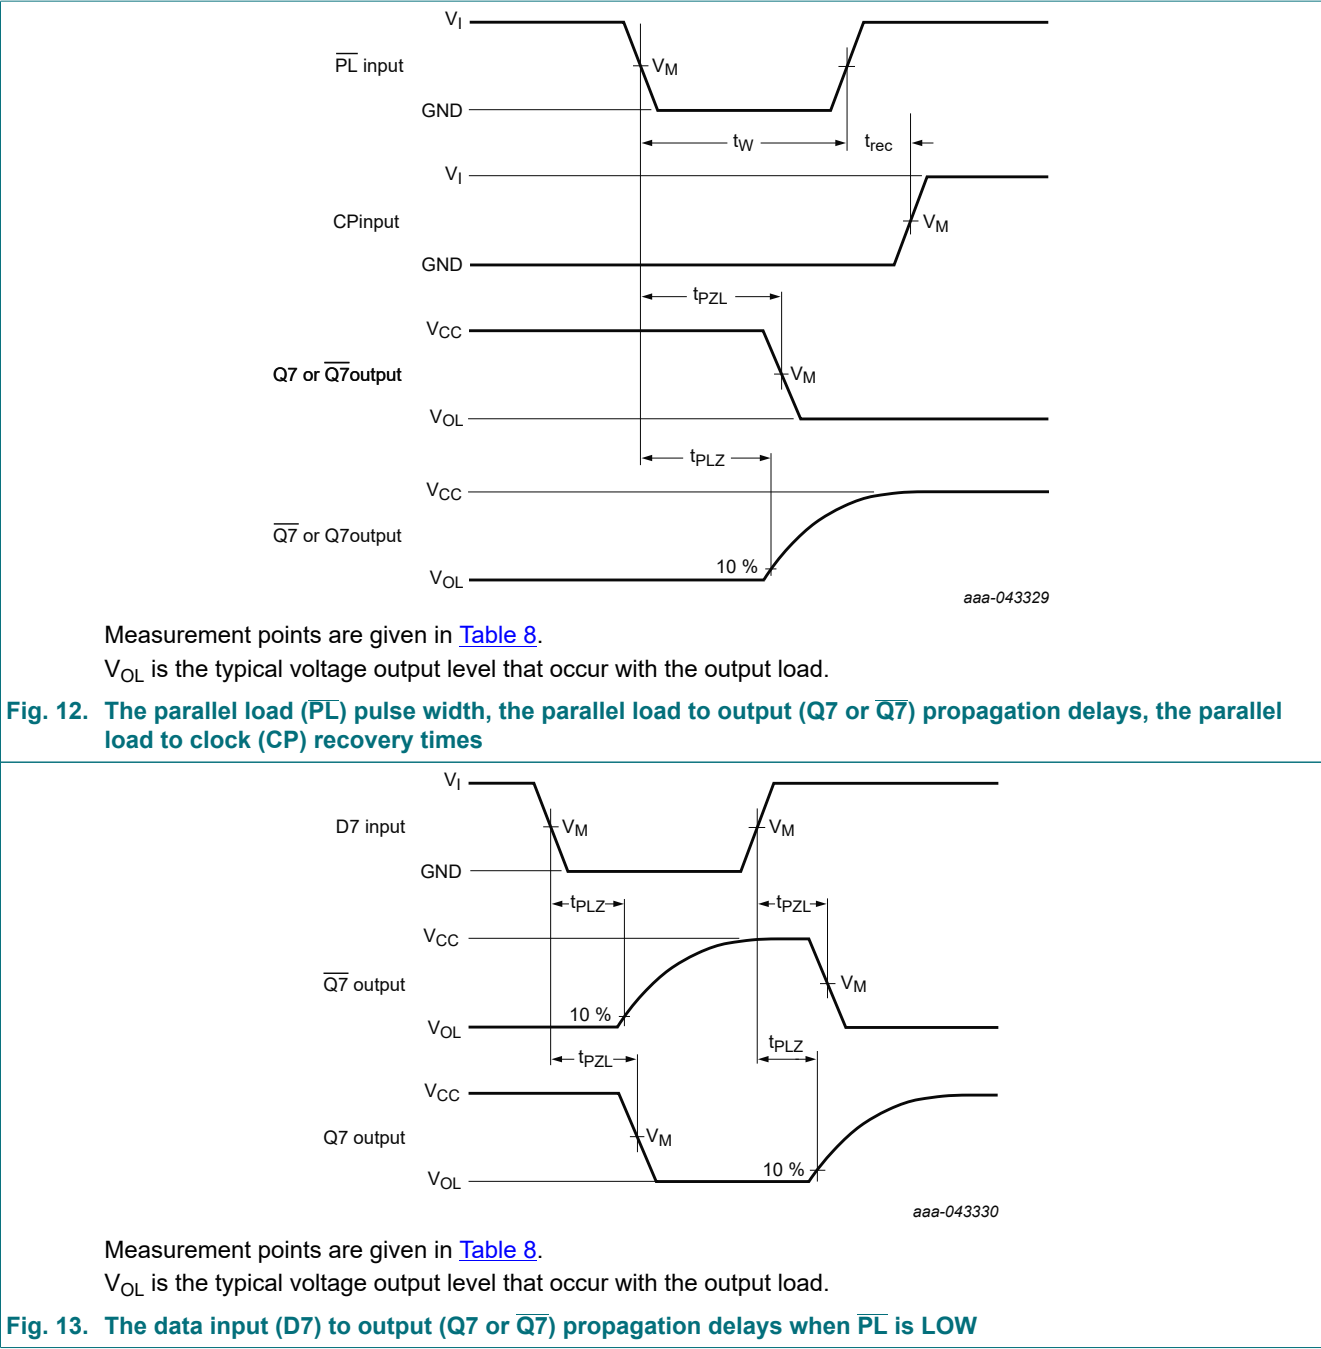 VI
PL input
VM
GND
tW
trec
VI
CPinput
VM
GND
tPZL
VCC
Q7 or Q7output
VM
VOL
tPLZ
VCC
Q7 or Q7output
10 %
VOL
aaa-043329
Measurement points are given in Table 8.
VOL is the typical voltage output level that occur with the output load.
Fig. 12. The parallel load (PL) pulse width, the parallel load to output (Q7 or Q7) propagation delays, the parallel
load to clock (CP) recovery times
VI
D7 input
VM
VM
GND
tPLZ
tPZL
VCC
Q7 output
VM
10 %
VOL
tPZL
tPLZ
VCC
Q7 output
VM
10 %
VOL
aaa-043330
Measurement points are given in Table 8.
VOL is the typical voltage output level that occur with the output load.
Fig. 13. The data input (D7) to output (Q7 or Q7) propagation delays when PL is LOW